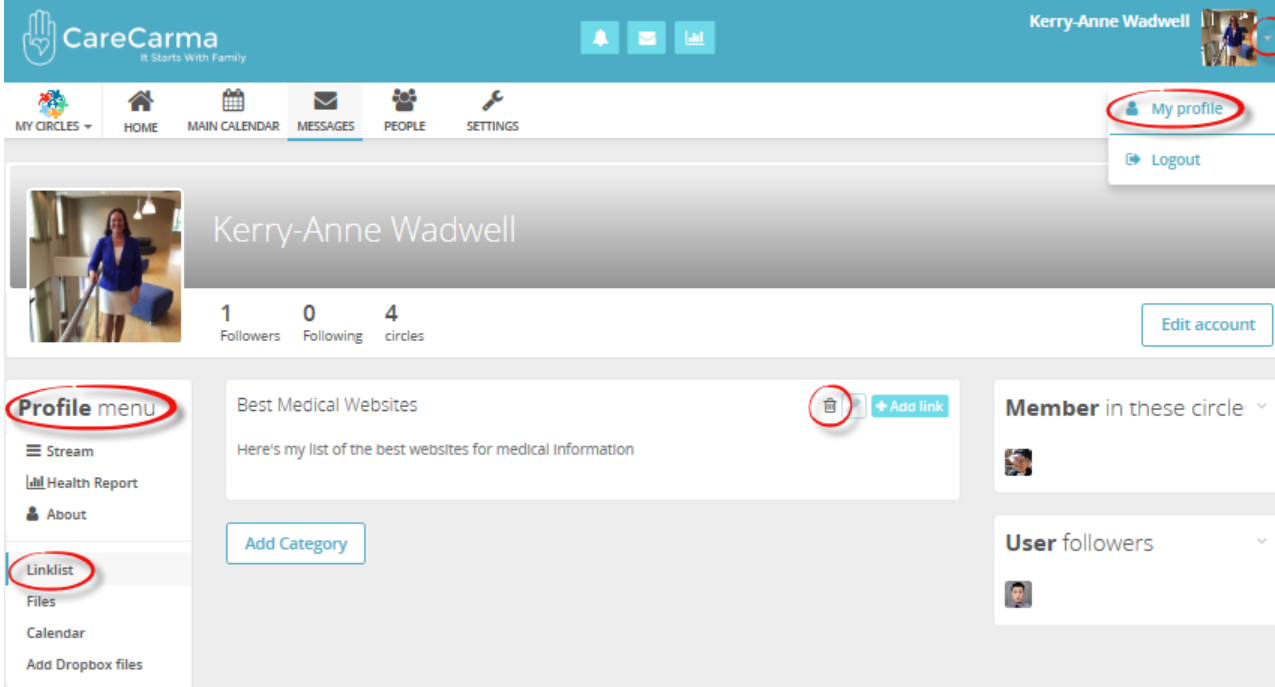 CareCarma
It Starts With Family
Kerry-Anne Wadwell
MY CIRCLES
HOME
MAIN CALENDAR
MESSAGES
PEOPLE
SETTINGS
My profile
Logout
Kerry-Anne Wadwell
1
Followers
0
Following
4
circles
Edit account
Profile menu
Stream
Health Report
About
Linklist
Files
Calendar
Add Dropbox files
Best Medical Websites
+ Add link
Here's my list of the best websites for medical information
Add Category
Member in these circle
User followers